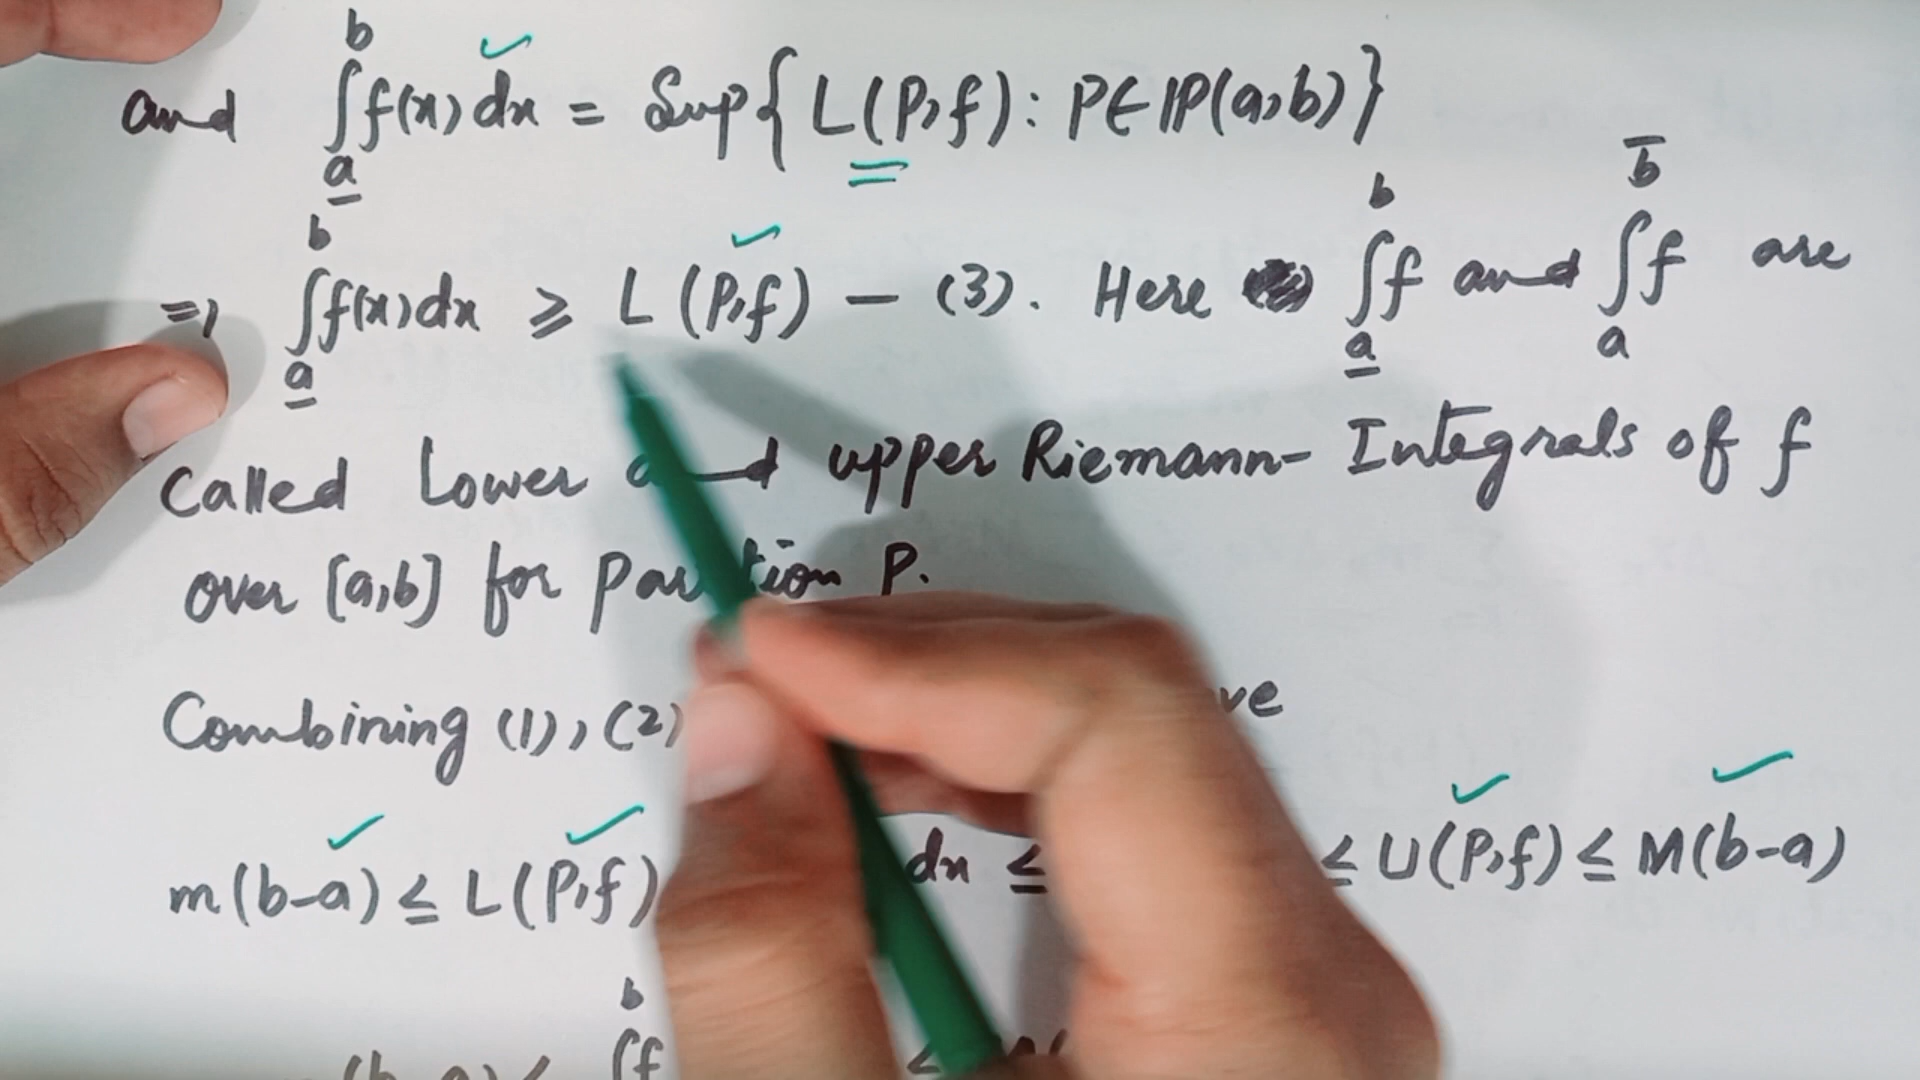 and ∫_a^b f(x) dx = Sup{ L(P,f) : P ∈ IP(a,b) }
=> ∫_a^b f(x) dx ≥ L(P,f) – (3). Here ∫_a^b f and ∫_a^b̄ f are
Called Lower and upper Riemann- Integrals of f
over [a,b] for P.
Combining (1), (2)
m(b-a) ≤ L(P,f) dx ≤ ≤ U(P,f) ≤ M(b-a)
(b-a) ≤ ∫^b f ≤